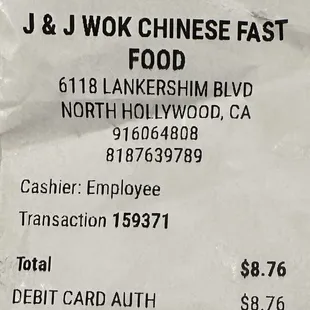 J & J WOK CHINESE FAST
FOOD
6118 LANKERSHIM BLVD
NORTH HOLLYWOOD, CA
916064808
8187639789
Cashier: Employee
Transaction 159371
Total $8.76
DEBIT CARD AUTH $8.76